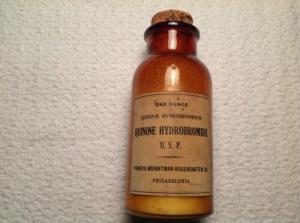 ONE OUNCE
QUININE HYDROBROMIDE
U. S. P.
POWERS-WEIGHTMAN-ROSENGARTEN CO.
PHILADELPHIA